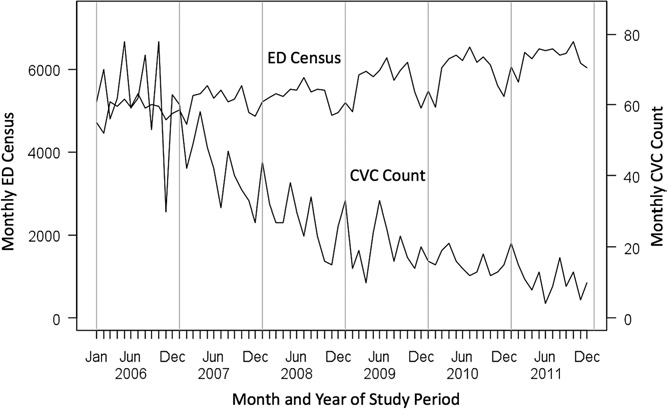 ED Census
CVC Count
Monthly ED Census
6000
4000
2000
0
80
60
40
20
0
Monthly CVC Count
Jan Jun Dec Jun Dec Jun Dec Jun Dec Jun Dec Jun Dec
2006 2007 2008 2009 2010 2011
Month and Year of Study Period